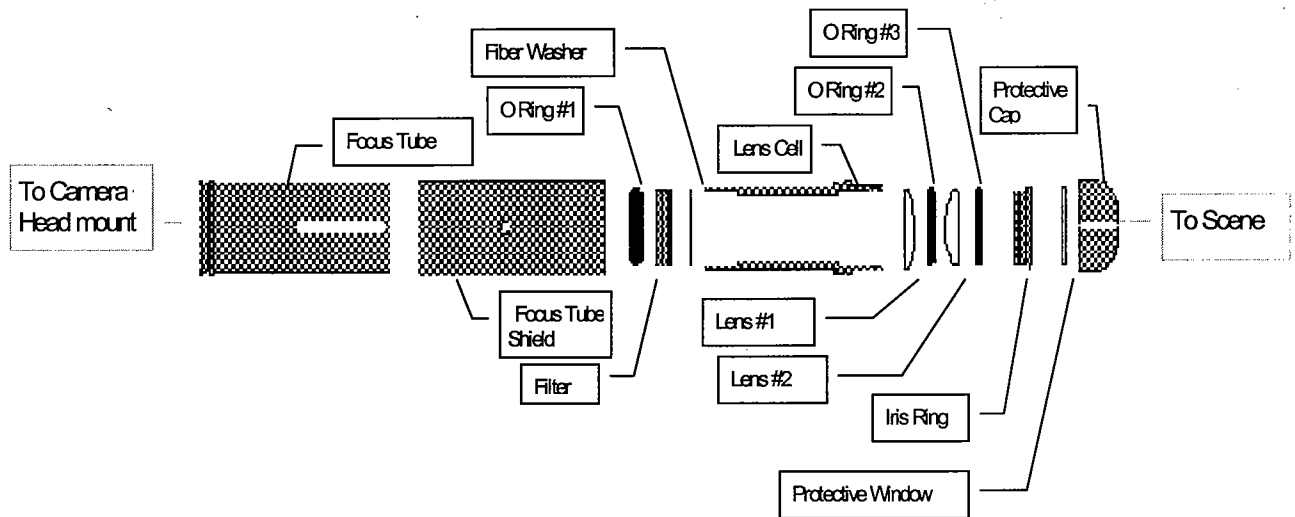 O Ring #3
Fiber Washer
O Ring #2
Protective
Cap
O Ring #1
Focus Tube
Lens Cell
To Camera
Head mount
To Scene
Focus Tube
Shield
Lens #1
Filter
Lens #2
Iris Ring
Protective Window